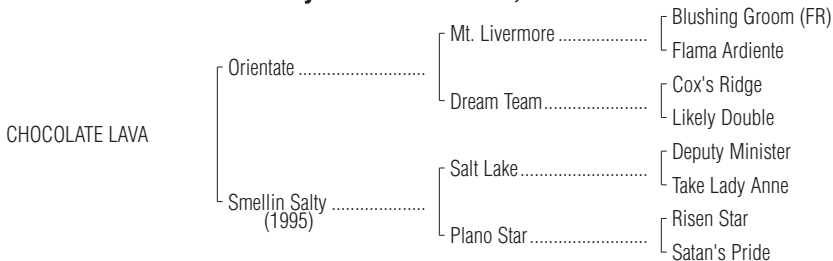 Blushing Groom (FR)
Mt. Livermore ....................
Flama Ardiente
Orientate ............................
Cox's Ridge
Dream Team.......................
Likely Double
CHOCOLATE LAVA
Deputy Minister
Salt Lake............................
Take Lady Anne
Smellin Salty .....................
(1995)
Risen Star
Plano Star..........................
Satan's Pride